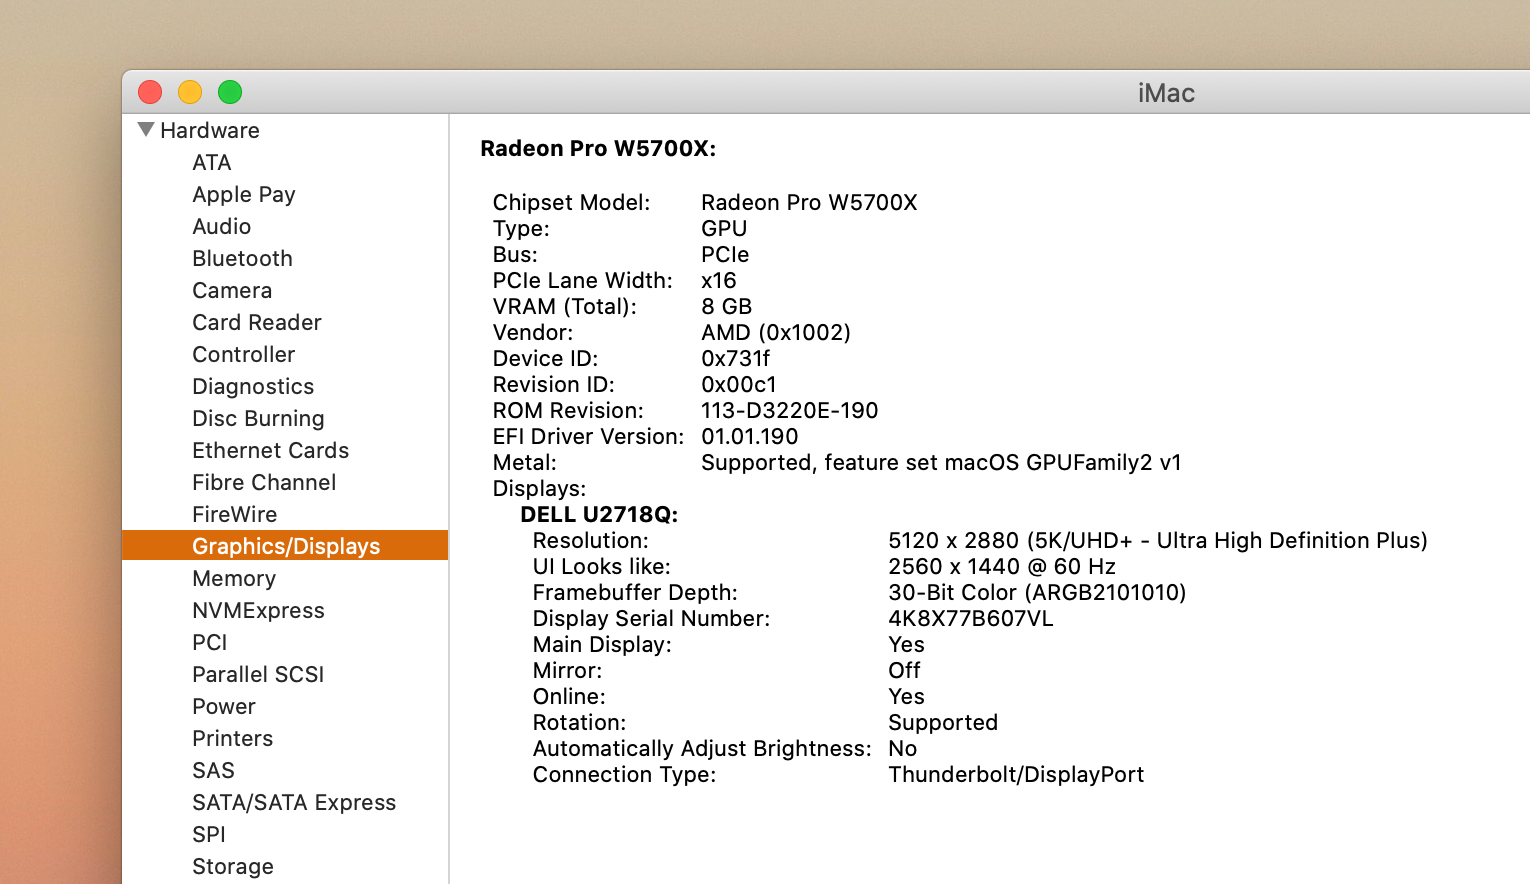 iMac
Hardware
ATA
Apple Pay
Audio
Bluetooth
Camera
Card Reader
Controller
Diagnostics
Disc Burning
Ethernet Cards
Fibre Channel
FireWire
Graphics/Displays
Memory
NVMExpress
PCI
Parallel SCSI
Power
Printers
SAS
SATA/SATA Express
SPI
Storage
Radeon Pro W5700X:
Chipset Model: Radeon Pro W5700X
Type: GPU
Bus: PCIe
PCIe Lane Width: x16
VRAM (Total): 8 GB
Vendor: AMD (0x1002)
Device ID: 0x731f
Revision ID: 0x00c1
ROM Revision: 113-D3220E-190
EFI Driver Version: 01.01.190
Metal: Supported, feature set macOS GPUFamily2 v1
Displays:
DELL U2718Q:
Resolution: 5120 x 2880 (5K/UHD+ - Ultra High Definition Plus)
UI Looks like: 2560 x 1440 @ 60 Hz
Framebuffer Depth: 30-Bit Color (ARGB2101010)
Display Serial Number: 4K8X77B607VL
Main Display: Yes
Mirror: Off
Online: Yes
Rotation: Supported
Automatically Adjust Brightness: No
Connection Type: Thunderbolt/DisplayPort